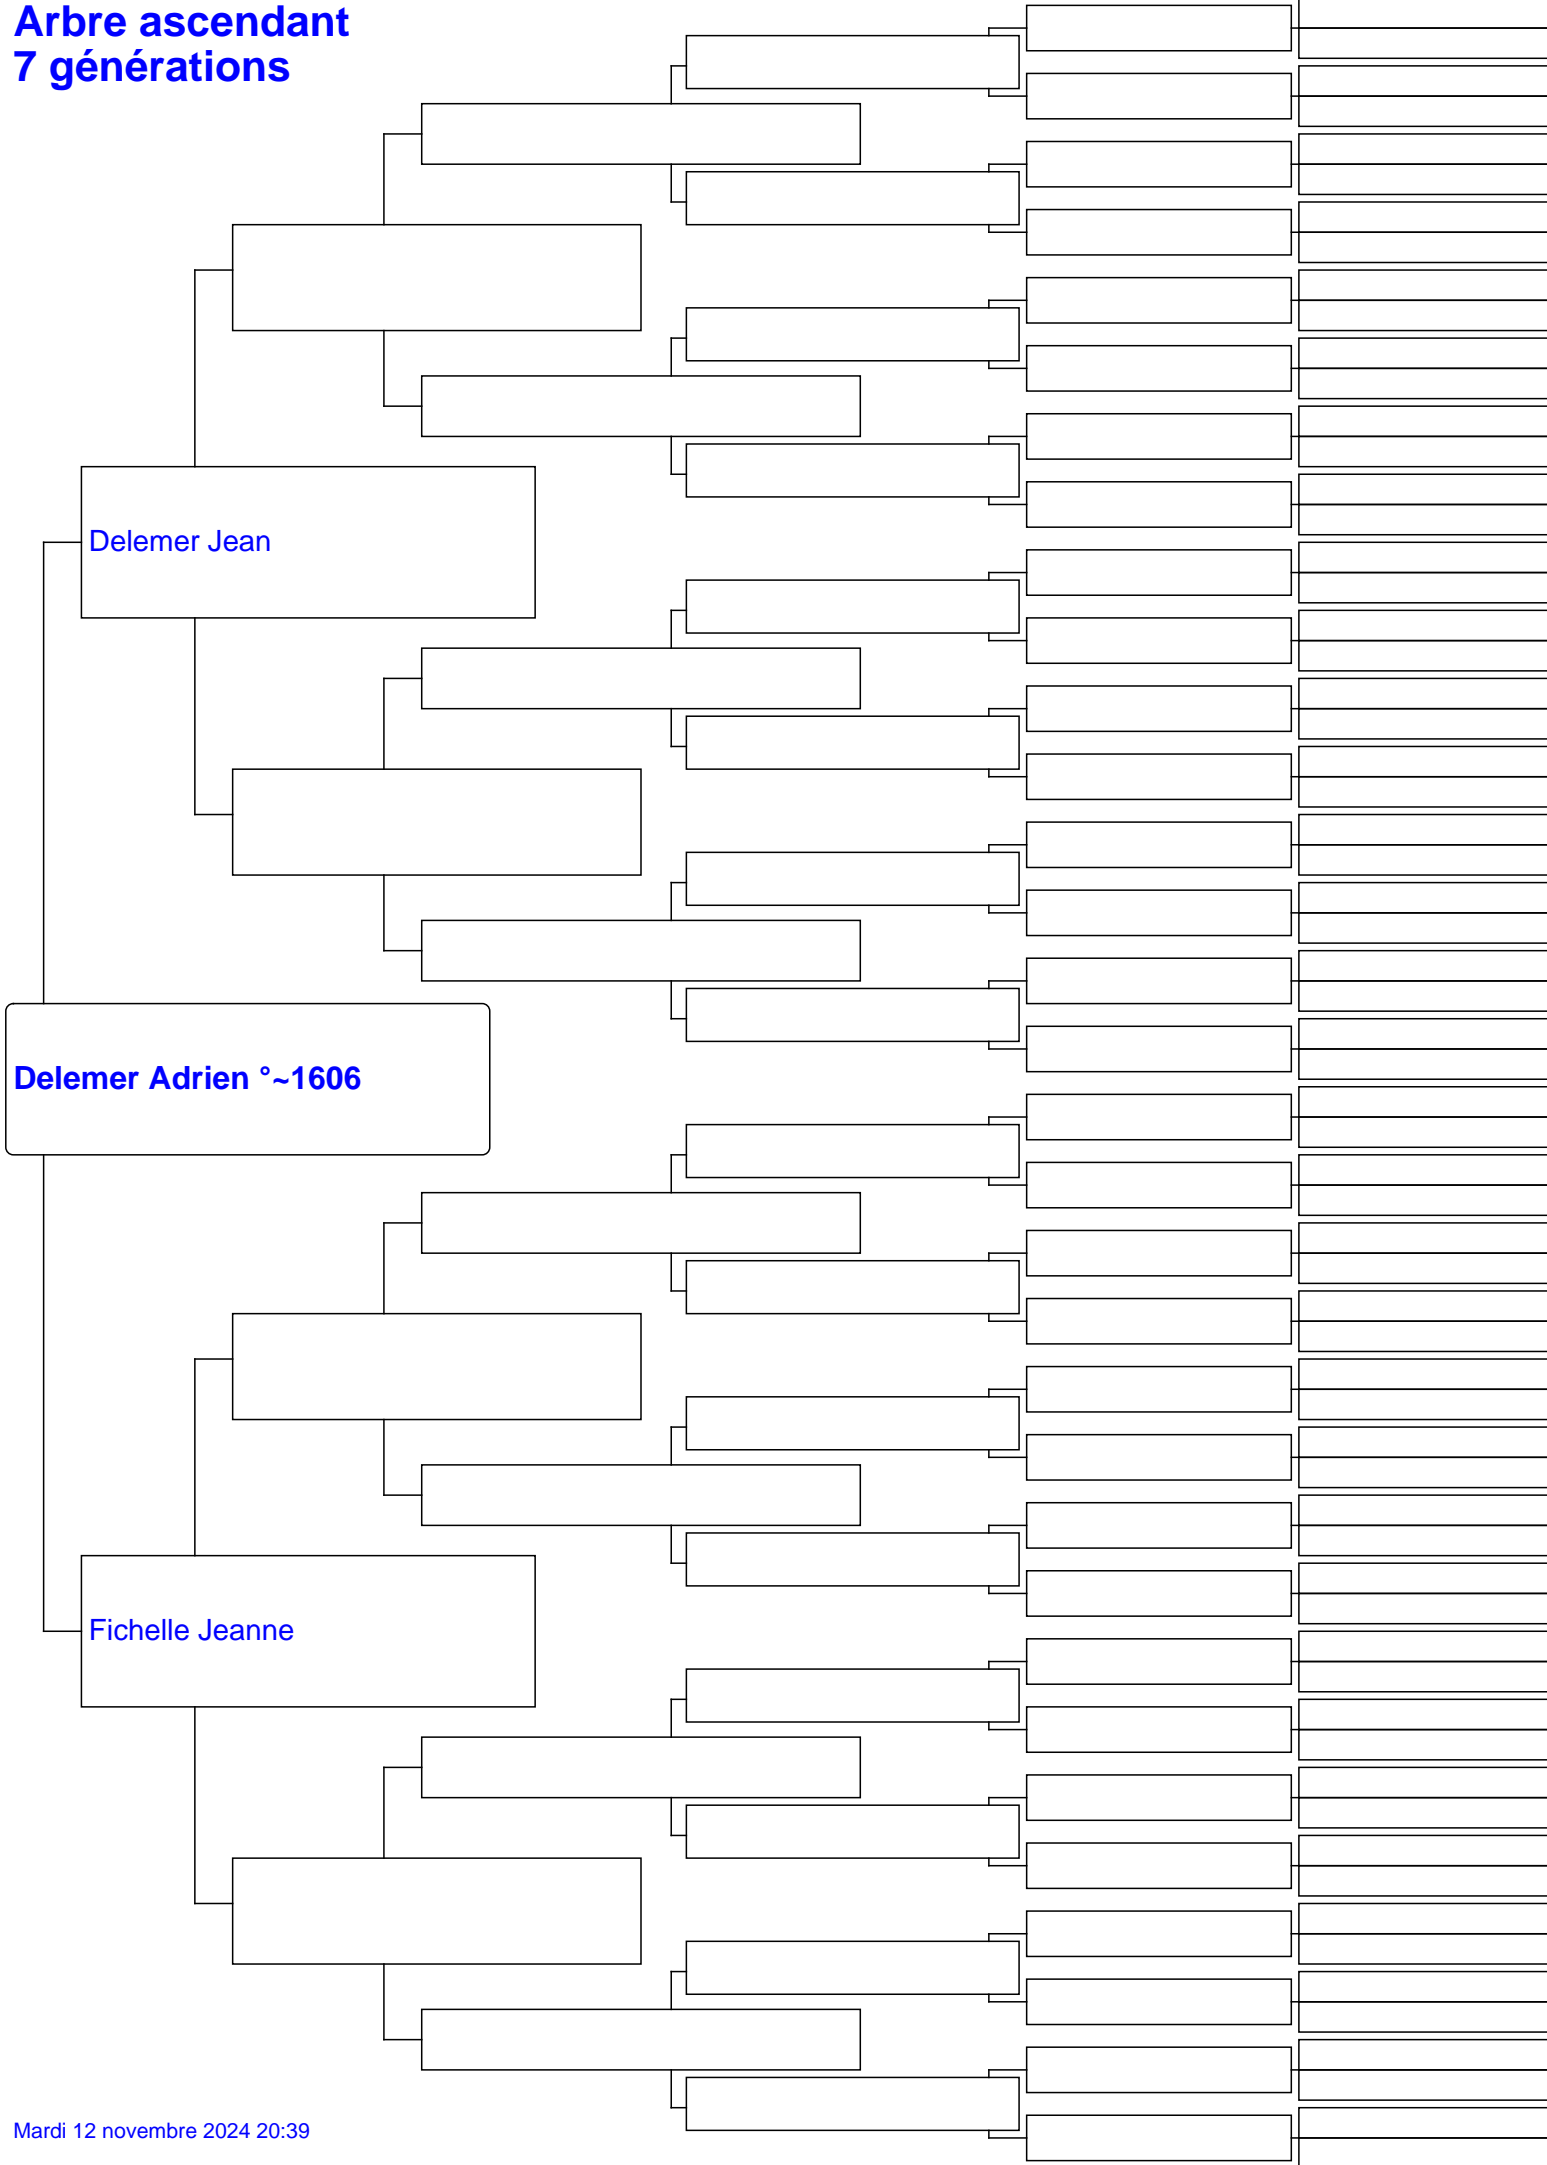 Arbre ascendant
7 générations
Delemer Jean
Delemer Adrien °~1606
Fichelle Jeanne
Mardi 12 novembre 2024 20:39